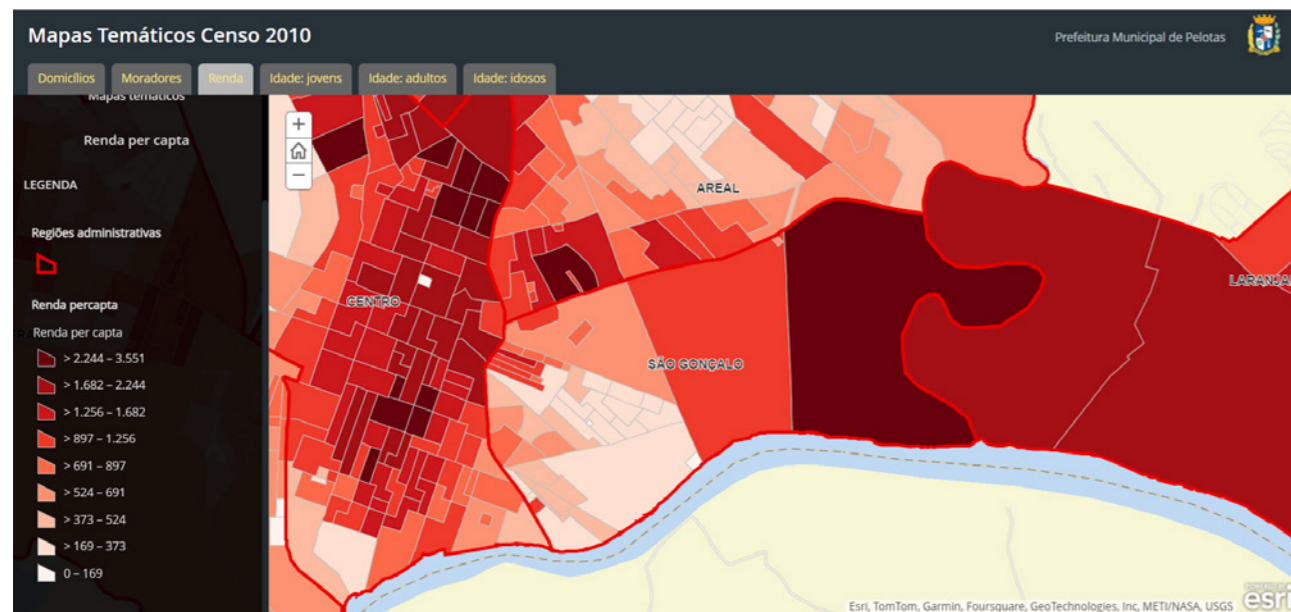 Mapas Temáticos Censo 2010
Prefeitura Municipal de Pelotas
Domicílios Moradores Renda Idade: jovens Idade: adultos Idade: idosos
Mapas temáticos
Renda per capta
LEGENDA
Regiões administrativas
Renda percapta
Renda per capta
> 2.244 – 3.551
> 1.682 – 2.244
> 1.256 – 1.682
> 897 – 1.256
> 691 – 897
> 524 – 691
> 373 – 524
> 169 – 373
0 – 169
+
−
AREAL
LARANJA
CENTRO
SÃO GONÇALO
Esri, TomTom, Garmin, Foursquare, GeoTechnologies, Inc, METI/NASA, USGS
POWERED BY
esri